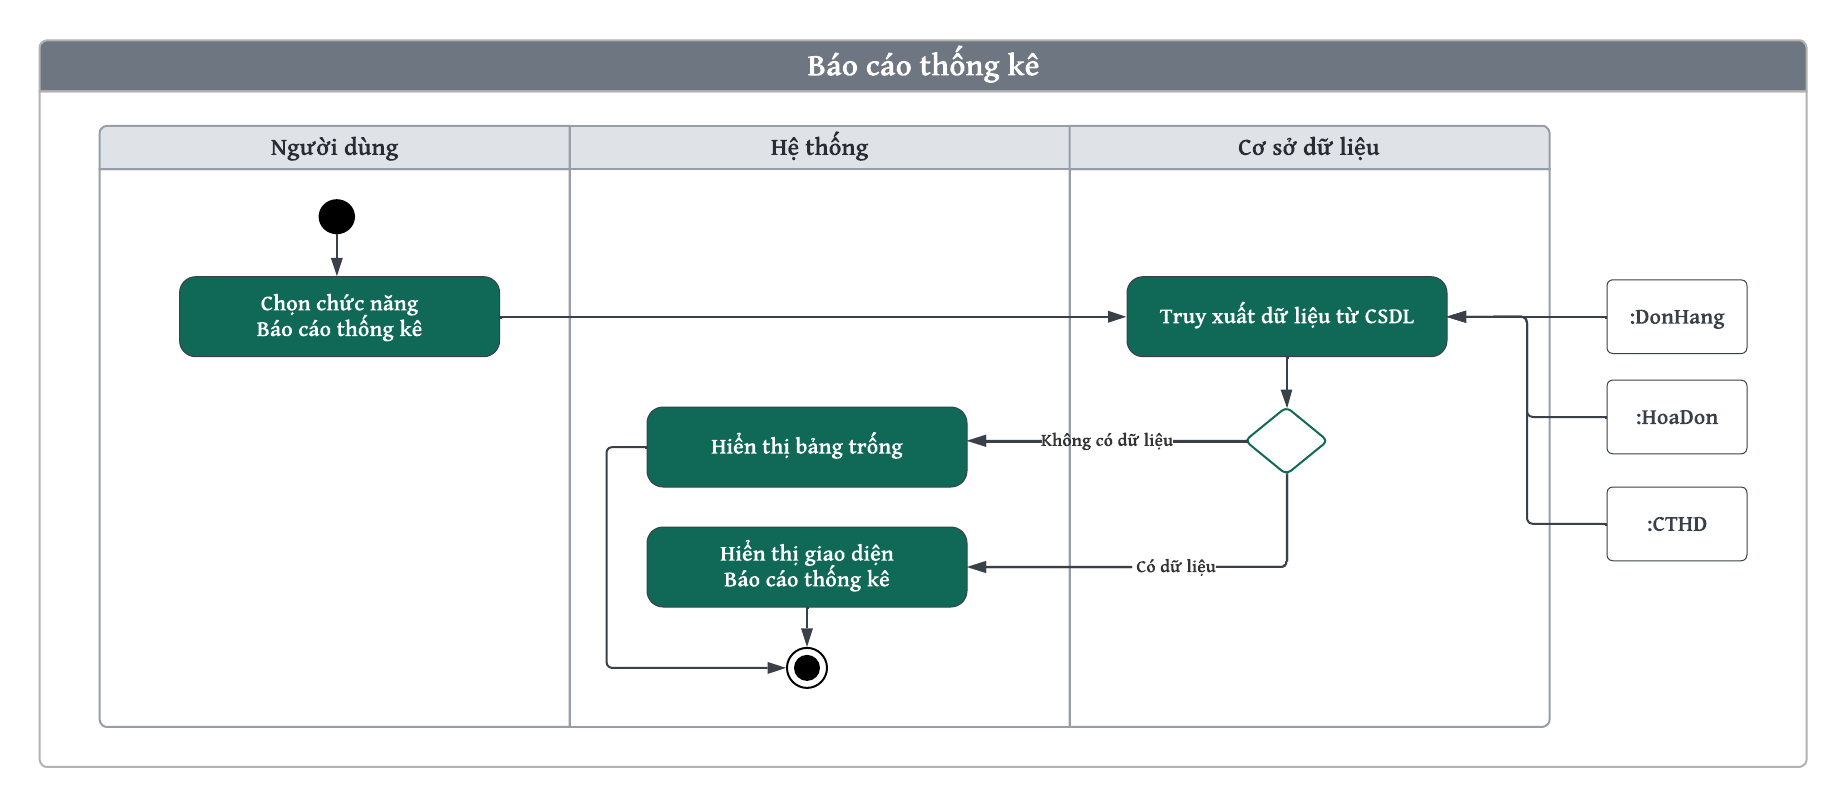 Báo cáo thống kê
Người dùng
Hệ thống
Cơ sở dữ liệu
Chọn chức năng
Báo cáo thống kê
Truy xuất dữ liệu từ CSDL
:DonHang
:HoaDon
:CTHD
Hiển thị bảng trống
Không có dữ liệu
Hiển thị giao diện
Báo cáo thống kê
Có dữ liệu